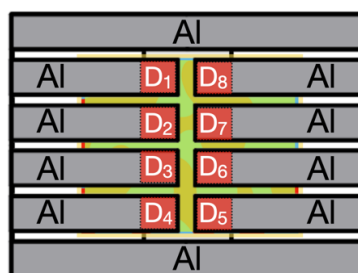 Al
Al D₁ D₈ Al
Al D₂ D₇ Al
Al D₃ D₆ Al
Al D₄ D₅ Al
Al